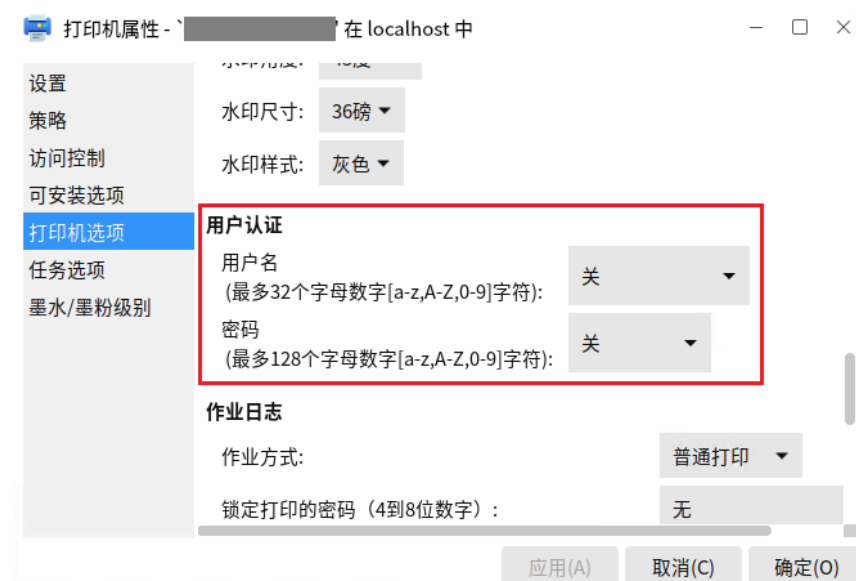 打印机属性 - ‵ ′ 在 localhost 中
设置
策略
访问控制
可安装选项
打印机选项
任务选项
墨水/墨粉级别
水印尺寸: 36磅
水印样式: 灰色
用户认证
用户名
(最多32个字母数字[a-z,A-Z,0-9]字符): 关
密码
(最多128个字母数字[a-z,A-Z,0-9]字符): 关
作业日志
作业方式: 普通打印
锁定打印的密码（4到8位数字）: 无
应用(A) 取消(C) 确定(O)